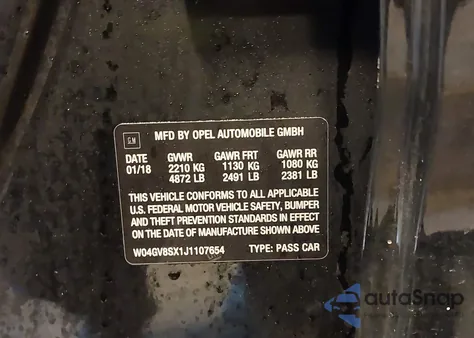 GM
MFD BY OPEL AUTOMOBILE GMBH
01/18 GVWR GAWR FRT GAWR RR
2210 KG 1130 KG 1080 KG
4872 LB 2491 LB 2381 LB
THIS VEHICLE CONFORMS TO ALL APPLICABLE
U.S. FEDERAL MOTOR VEHICLE SAFETY, BUMPER
AND THEFT PREVENTION STANDARDS IN EFFECT
ON THE DATE OF MANUFACTURE SHOWN ABOVE
W04GV8SX1J1107654 TYPE: PASS CAR
autoSnap